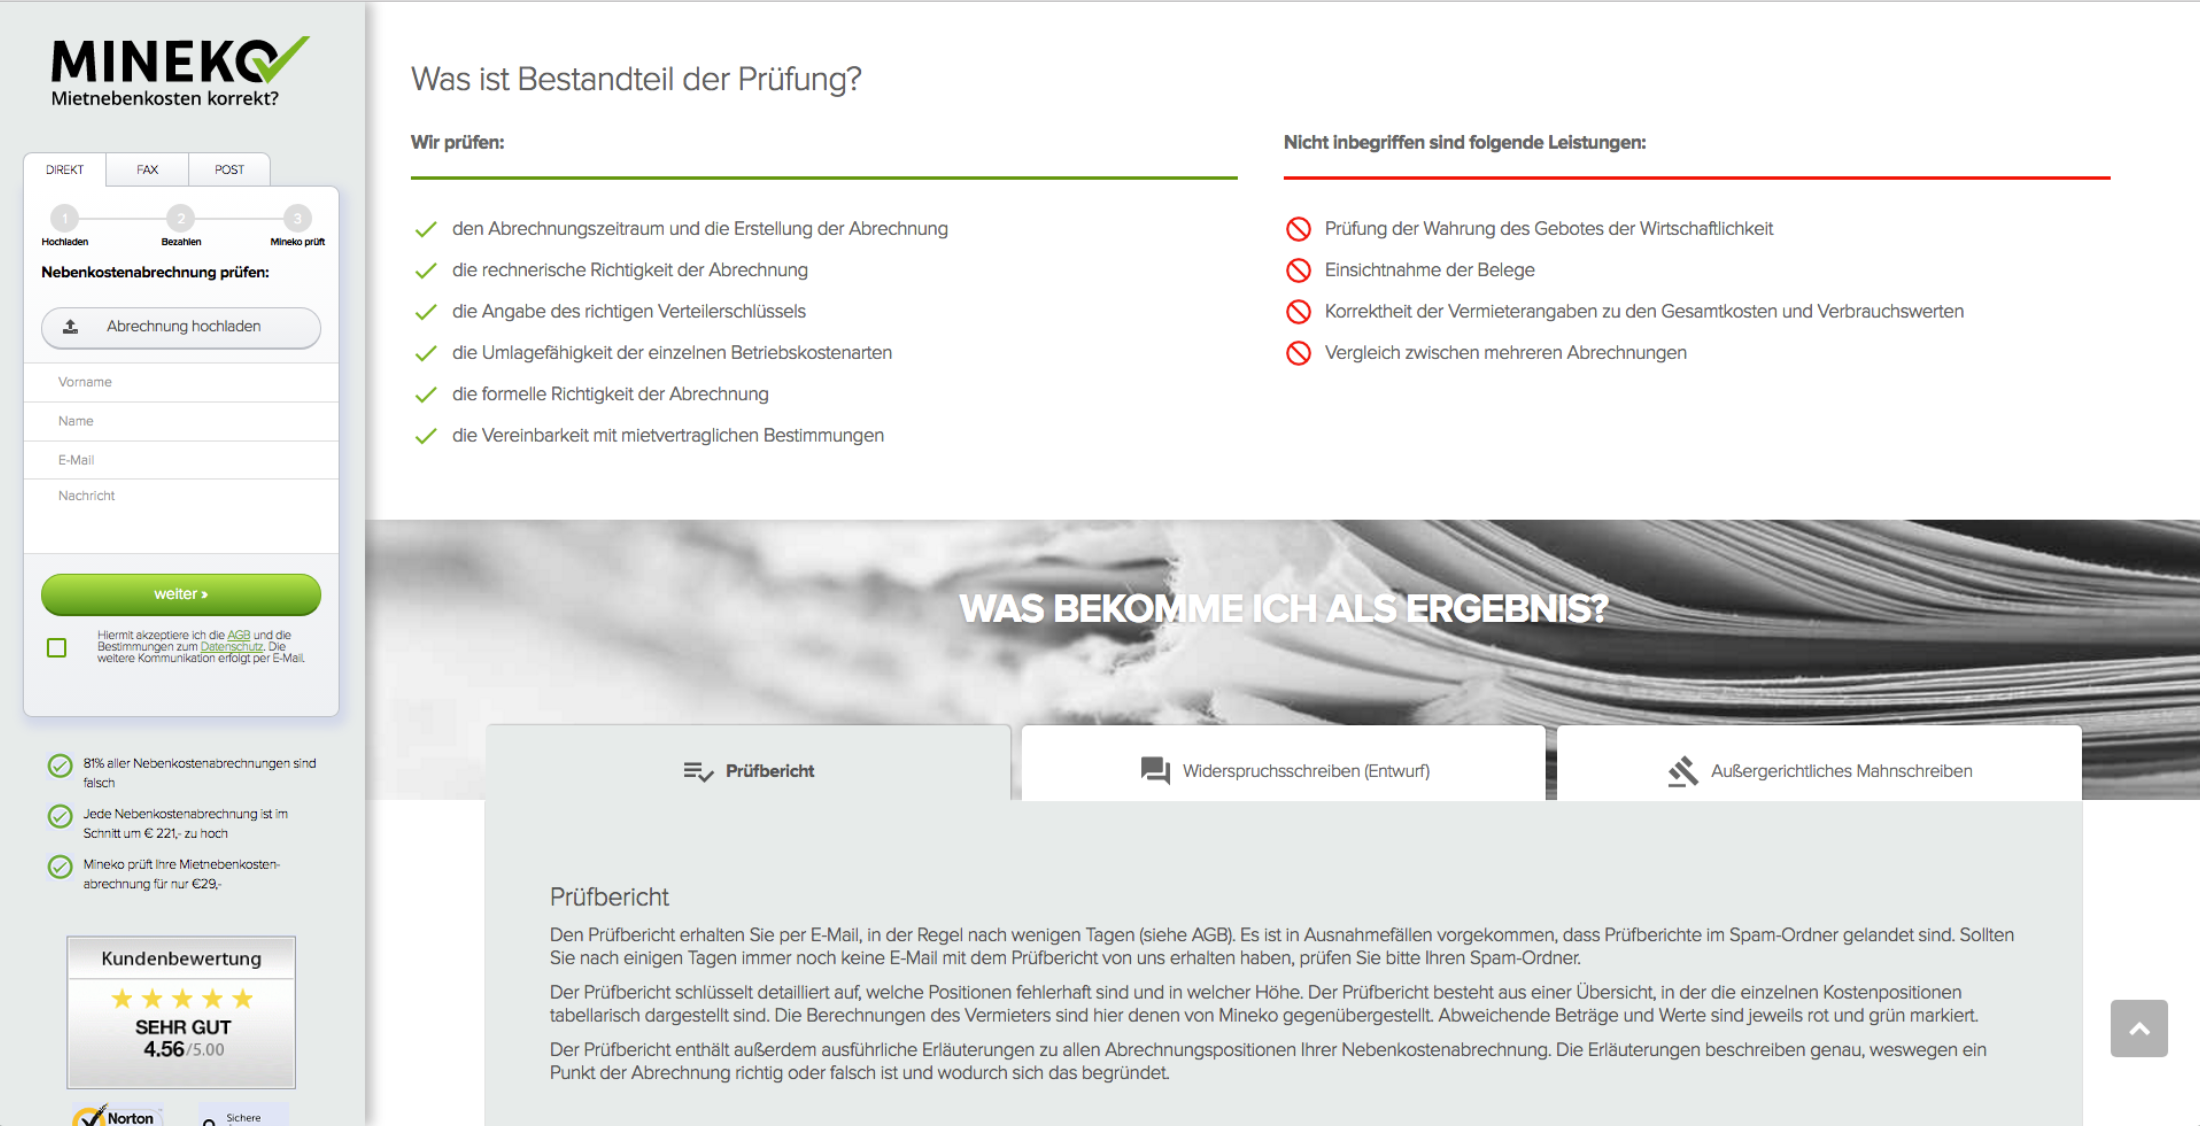 MINEKO
Mietnebenkosten korrekt?
DIREKT
FAX
POST
1
2
3
Hochladen
Bezahlen
Mineko prüft
Nebenkostenabrechnung prüfen:
Abrechnung hochladen
Vorname
Name
E-Mail
Nachricht
weiter »
Hiermit akzeptiere ich die AGB und die
Bestimmungen zum Datenschutz. Die
weitere Kommunikation erfolgt per E-Mail.
81% aller Nebenkostenabrechnungen sind
falsch
Jede Nebenkostenabrechnung ist im
Schnitt um € 221,- zu hoch
Mineko prüft Ihre Mietnebenkosten-
abrechnung für nur €29,-
Kundenbewertung
SEHR GUT
4.56/5.00
Norton
Sichere
Was ist Bestandteil der Prüfung?
Wir prüfen:
den Abrechnungszeitraum und die Erstellung der Abrechnung
die rechnerische Richtigkeit der Abrechnung
die Angabe des richtigen Verteilerschlüssels
die Umlagefähigkeit der einzelnen Betriebskostenarten
die formelle Richtigkeit der Abrechnung
die Vereinbarkeit mit mietvertraglichen Bestimmungen
Nicht inbegriffen sind folgende Leistungen:
Prüfung der Wahrung des Gebotes der Wirtschaftlichkeit
Einsichtnahme der Belege
Korrektheit der Vermieterangaben zu den Gesamtkosten und Verbrauchswerten
Vergleich zwischen mehreren Abrechnungen
WAS BEKOMME ICH ALS ERGEBNIS?
Prüfbericht
Widerspruchsschreiben (Entwurf)
Außergerichtliches Mahnschreiben
Prüfbericht
Den Prüfbericht erhalten Sie per E-Mail, in der Regel nach wenigen Tagen (siehe AGB). Es ist in Ausnahmefällen vorgekommen, dass Prüfberichte im Spam-Ordner gelandet sind. Sollten
Sie nach einigen Tagen immer noch keine E-Mail mit dem Prüfbericht von uns erhalten haben, prüfen Sie bitte Ihren Spam-Ordner.
Der Prüfbericht schlüsselt detailliert auf, welche Positionen fehlerhaft sind und in welcher Höhe. Der Prüfbericht besteht aus einer Übersicht, in der die einzelnen Kostenpositionen
tabellarisch dargestellt sind. Die Berechnungen des Vermieters sind hier denen von Mineko gegenübergestellt. Abweichende Beträge und Werte sind jeweils rot und grün markiert.
Der Prüfbericht enthält außerdem ausführliche Erläuterungen zu allen Abrechnungspositionen Ihrer Nebenkostenabrechnung. Die Erläuterungen beschreiben genau, weswegen ein
Punkt der Abrechnung richtig oder falsch ist und wodurch sich das begründet.